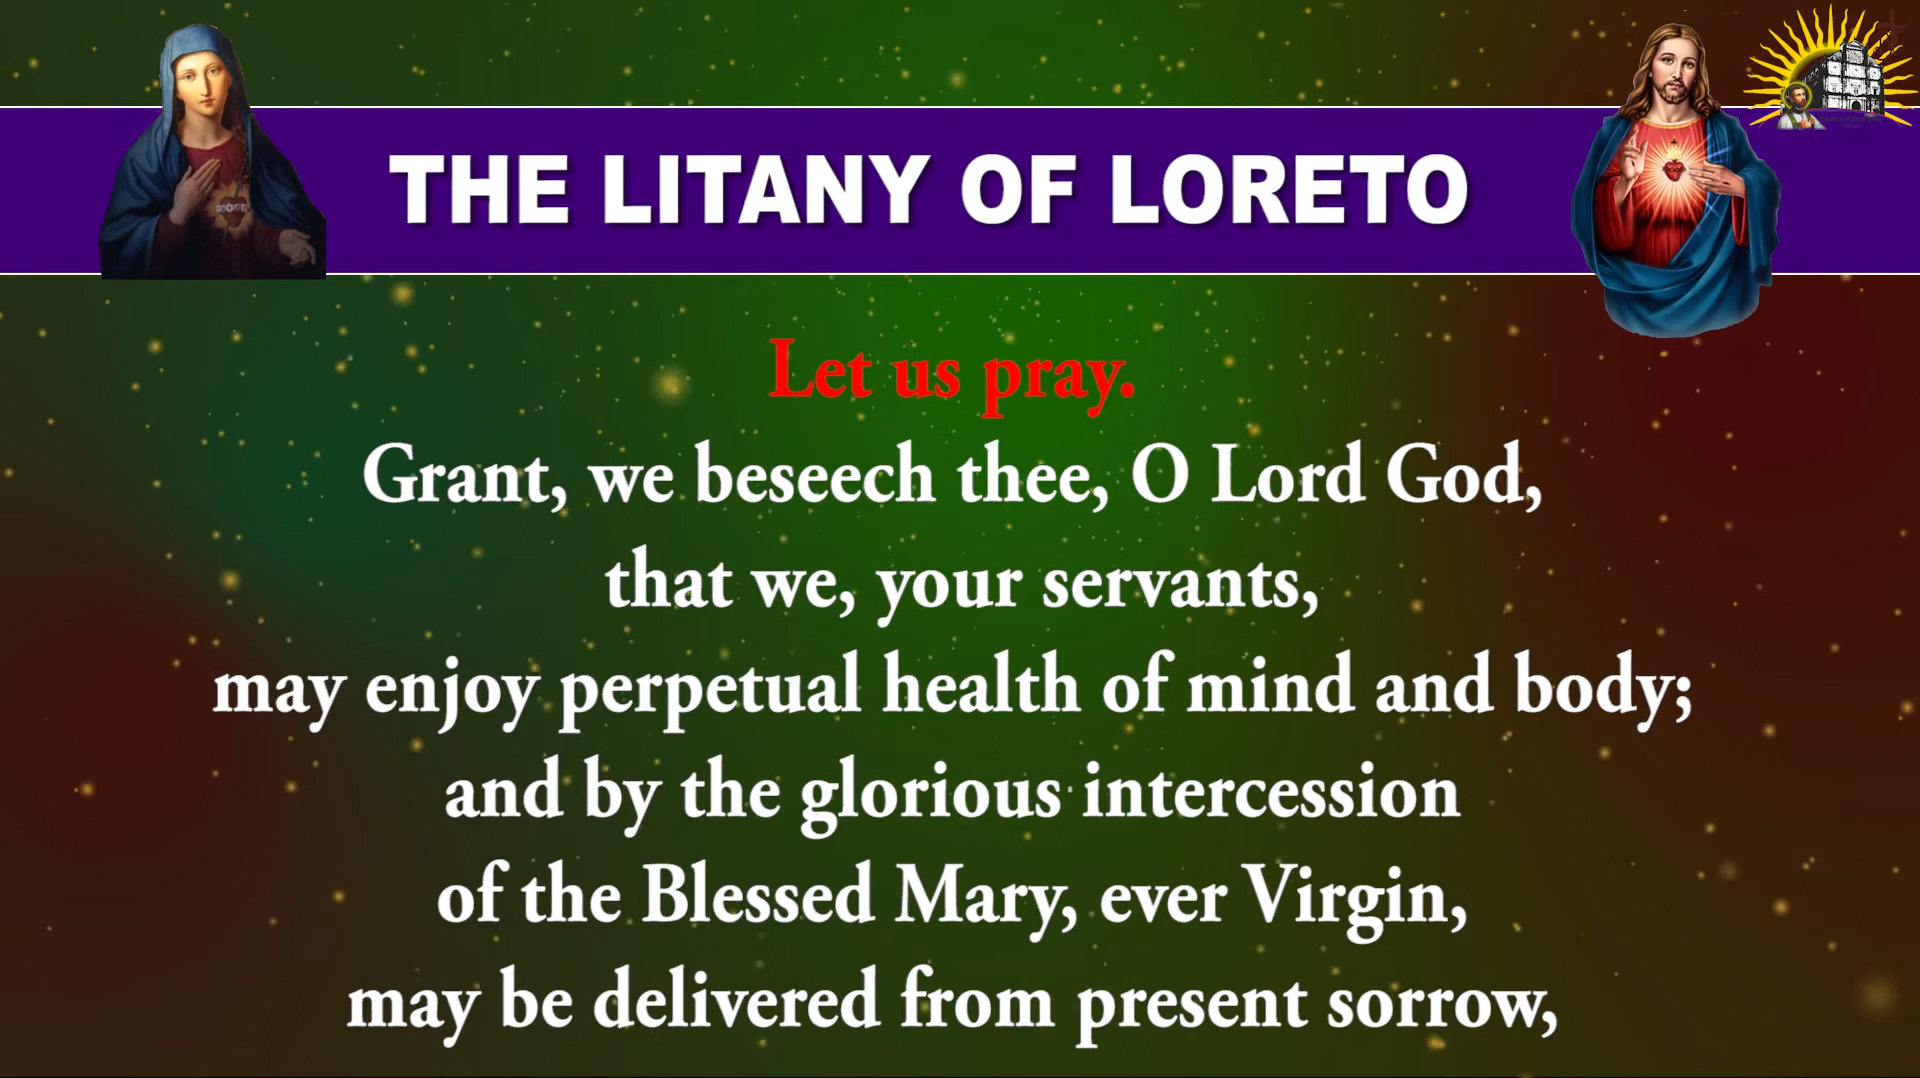 THE LITANY OF LORETO
Let us pray.
Grant, we beseech thee, O Lord God,
that we, your servants,
may enjoy perpetual health of mind and body;
and by the glorious intercession
of the Blessed Mary, ever Virgin,
may be delivered from present sorrow,